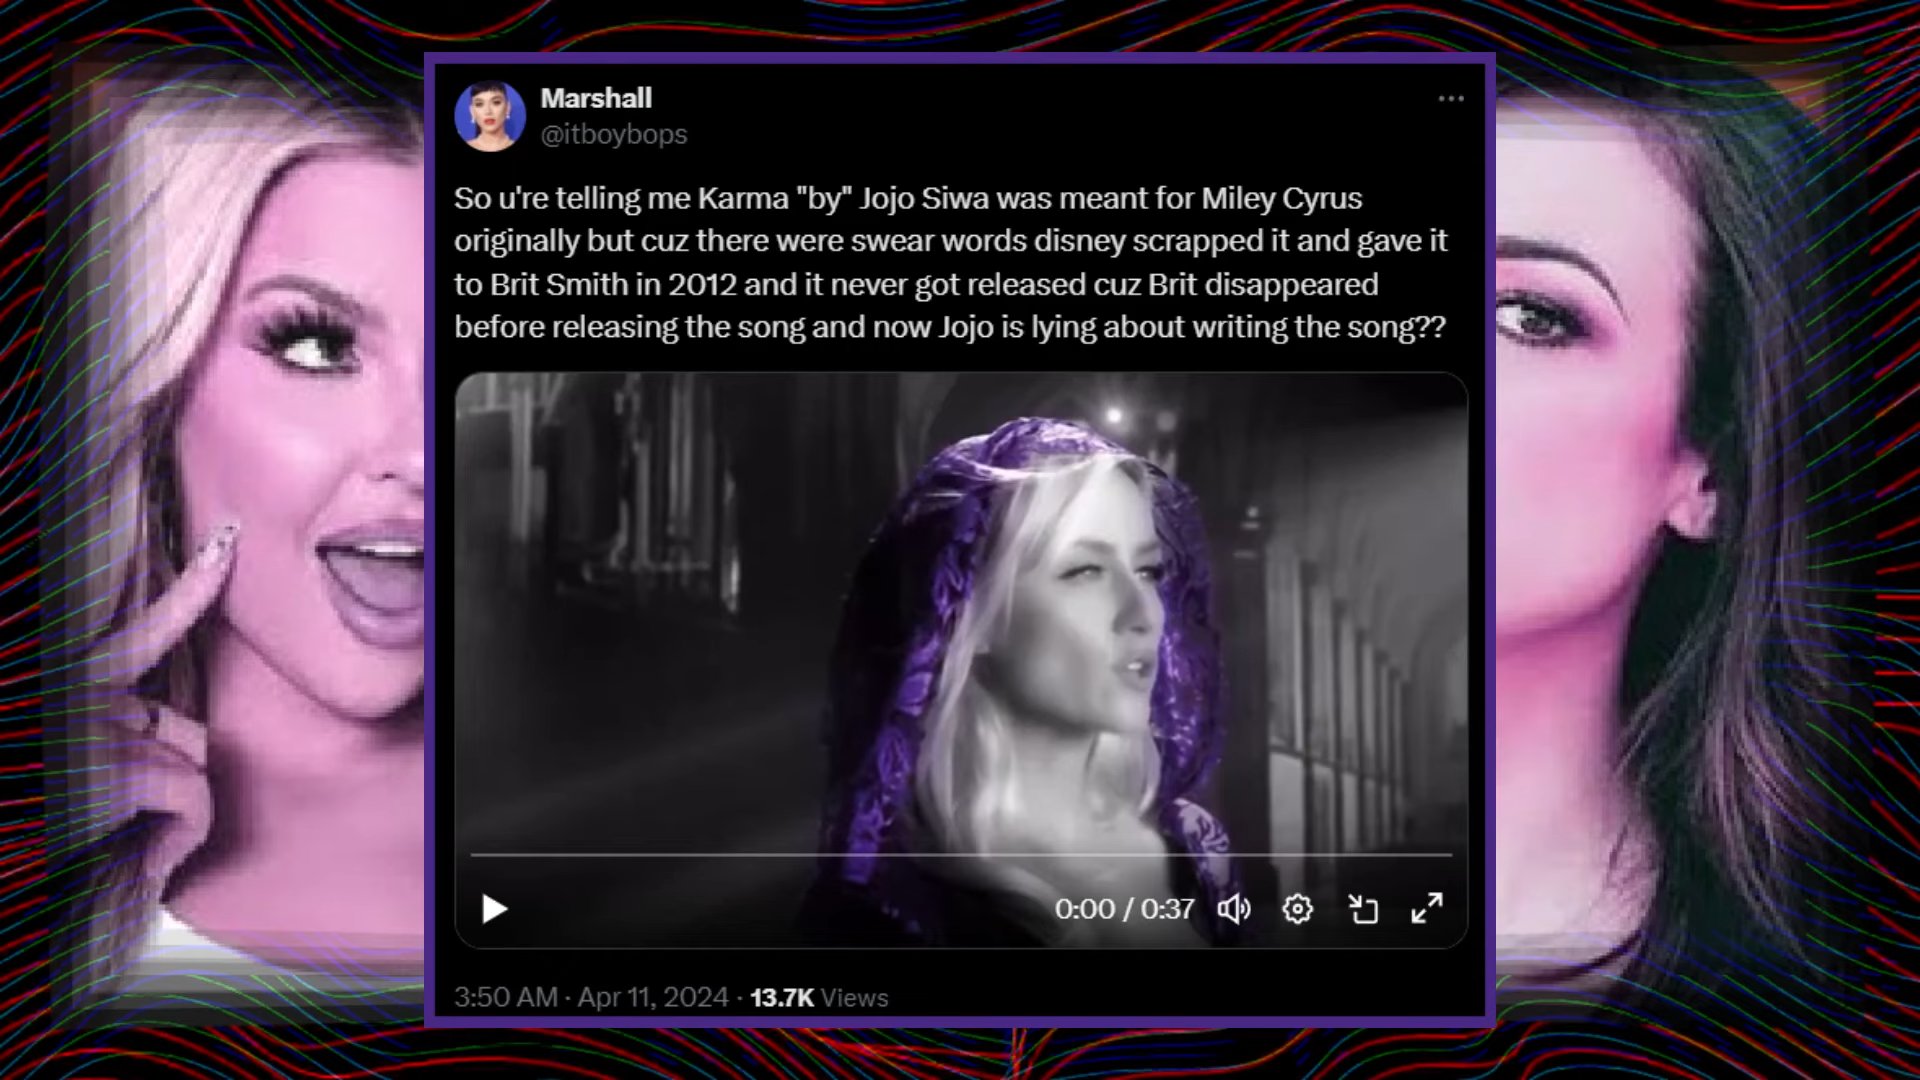 Marshall
@itboybops
So u're telling me Karma "by" Jojo Siwa was meant for Miley Cyrus
originally but cuz there were swear words disney scrapped it and gave it
to Brit Smith in 2012 and it never got released cuz Brit disappeared
before releasing the song and now Jojo is lying about writing the song??
0:00 / 0:37
3:50 AM · Apr 11, 2024 · 13.7K Views